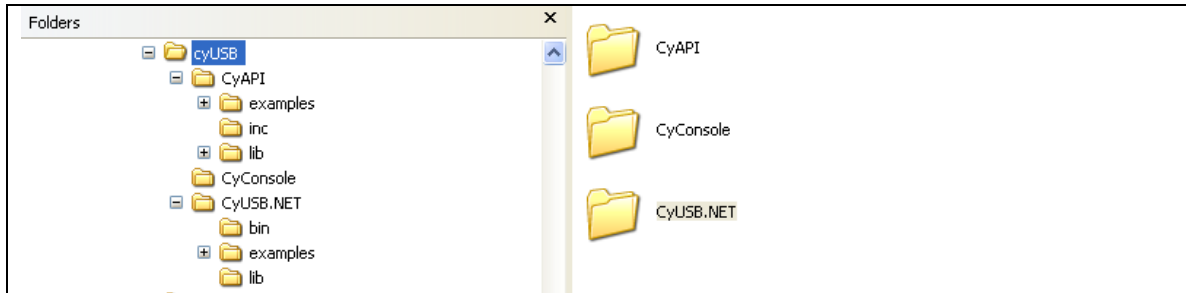 Folders
cyUSB
CyAPI
examples
inc
lib
CyConsole
CyUSB.NET
bin
examples
lib
CyAPI
CyConsole
CyUSB.NET